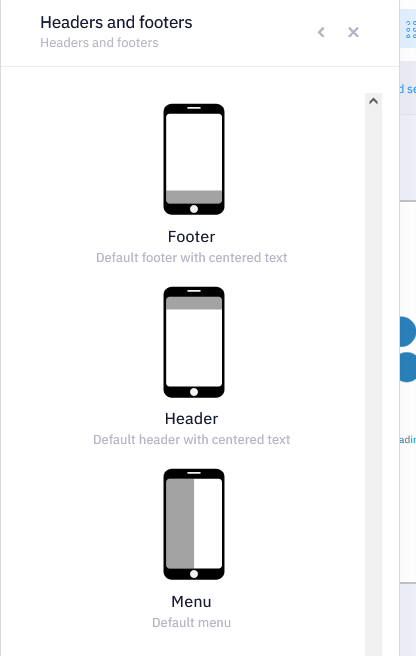 Headers and footers
Headers and footers
Footer
Default footer with centered text
Header
Default header with centered text
Menu
Default menu